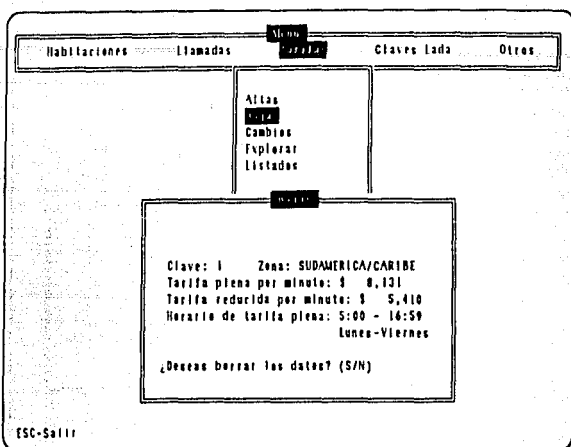 Menu
Habitaciones Llamadas Tarifas Claves Lada Otros
Altas
Bajas
Cambios
Explorar
Listados
Clave: 1 Zona: SUDAMERICA/CARIBE
Tarifa plena por minuto: $ 8,131
Tarifa reducida por minuto: $ 5,410
Horario de tarifa plena: 5:00 - 16:59
Lunes-Viernes
¿Deseas borrar los datos? (S/N)
ESC-Salir